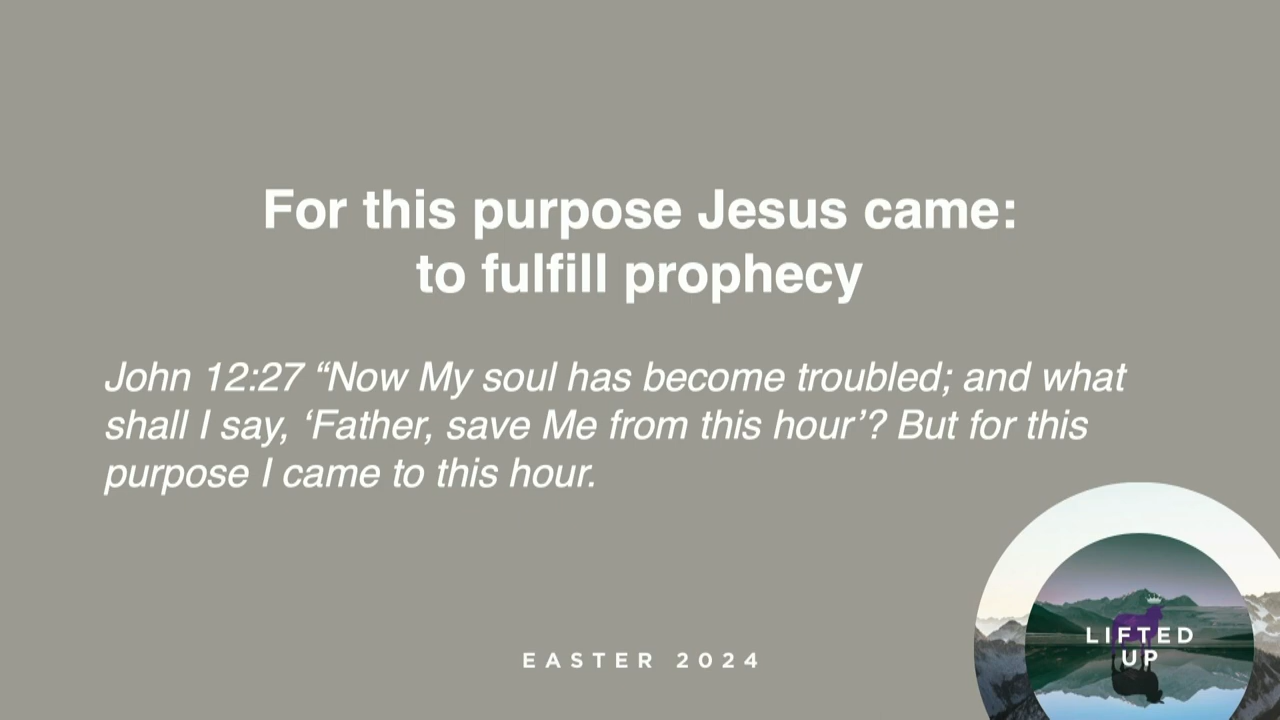 For this purpose Jesus came:
to fulfill prophecy
John 12:27 “Now My soul has become troubled; and what
shall I say, ‘Father, save Me from this hour’? But for this
purpose I came to this hour.
LIFTED
UP
EASTER 2024